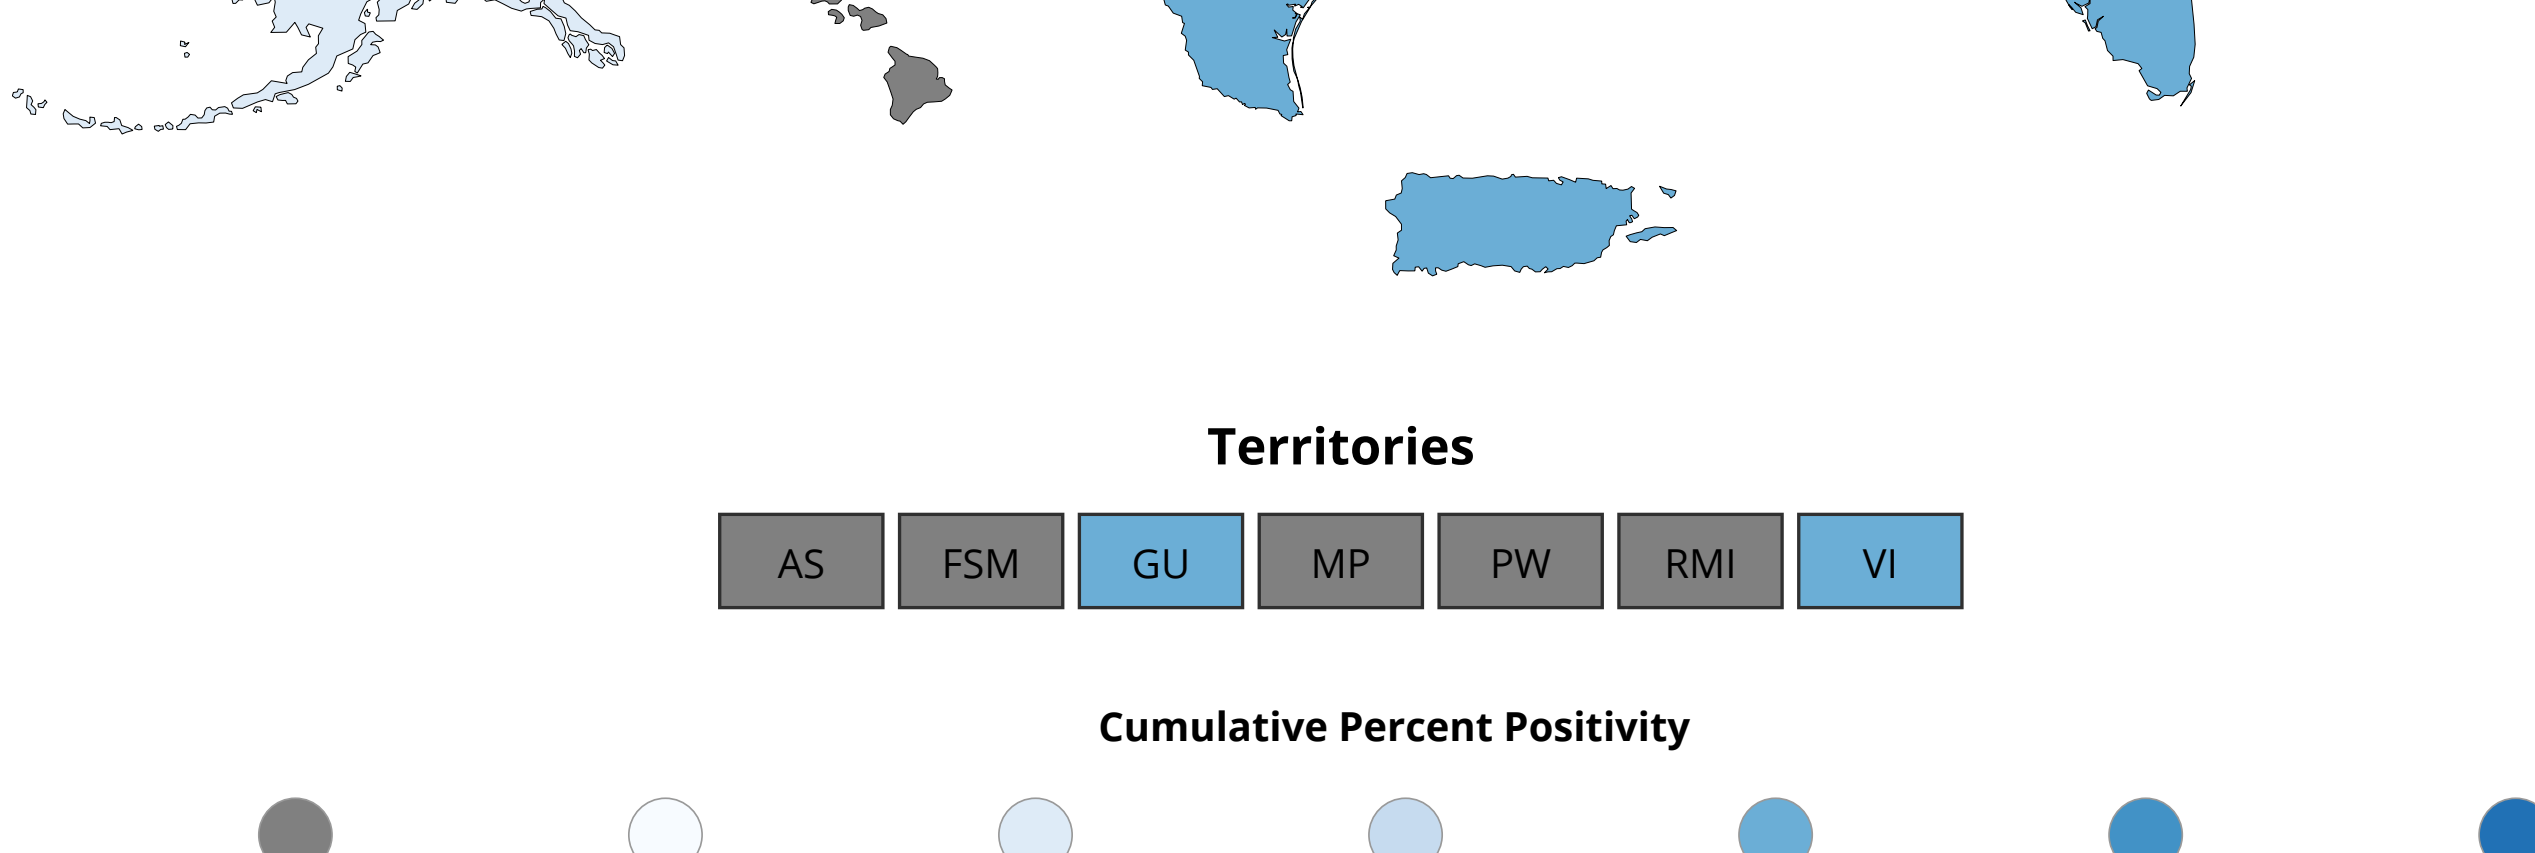 Territories
AS FSM GU MP PW RMI VI
Cumulative Percent Positivity